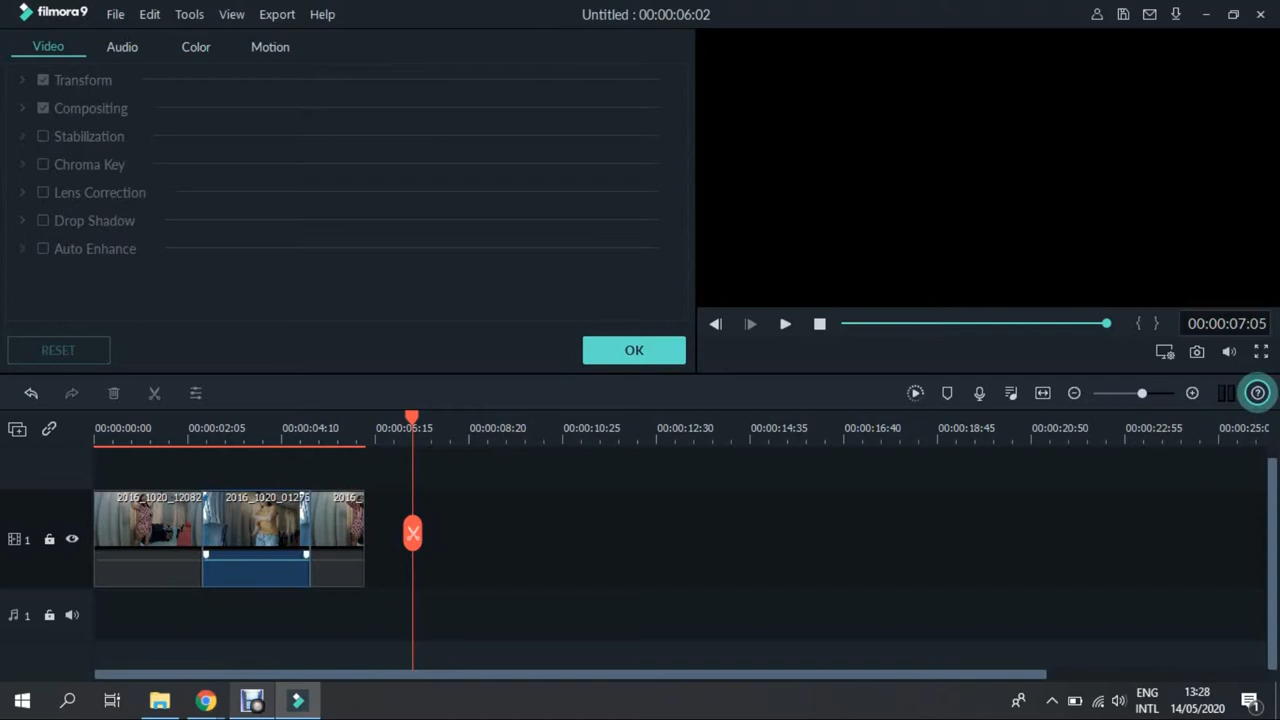 filmora9 File Edit Tools View Export Help Untitled : 00:00:06:02
Video Audio Color Motion
Transform
Compositing
Stabilization
Chroma Key
Lens Correction
Drop Shadow
Auto Enhance
00:00:07:05
RESET OK
00:00:00:00 00:00:02:05 00:00:04:10 00:00:06:15 00:00:08:20 00:00:10:25 00:00:12:30 00:00:14:35 00:00:16:40 00:00:18:45 00:00:20:50 00:00:22:55 00:00:25:0
2016_1020_12082 2016_1020_01276 2016_
1
1
ENG 13:28
INTL 14/05/2020 1